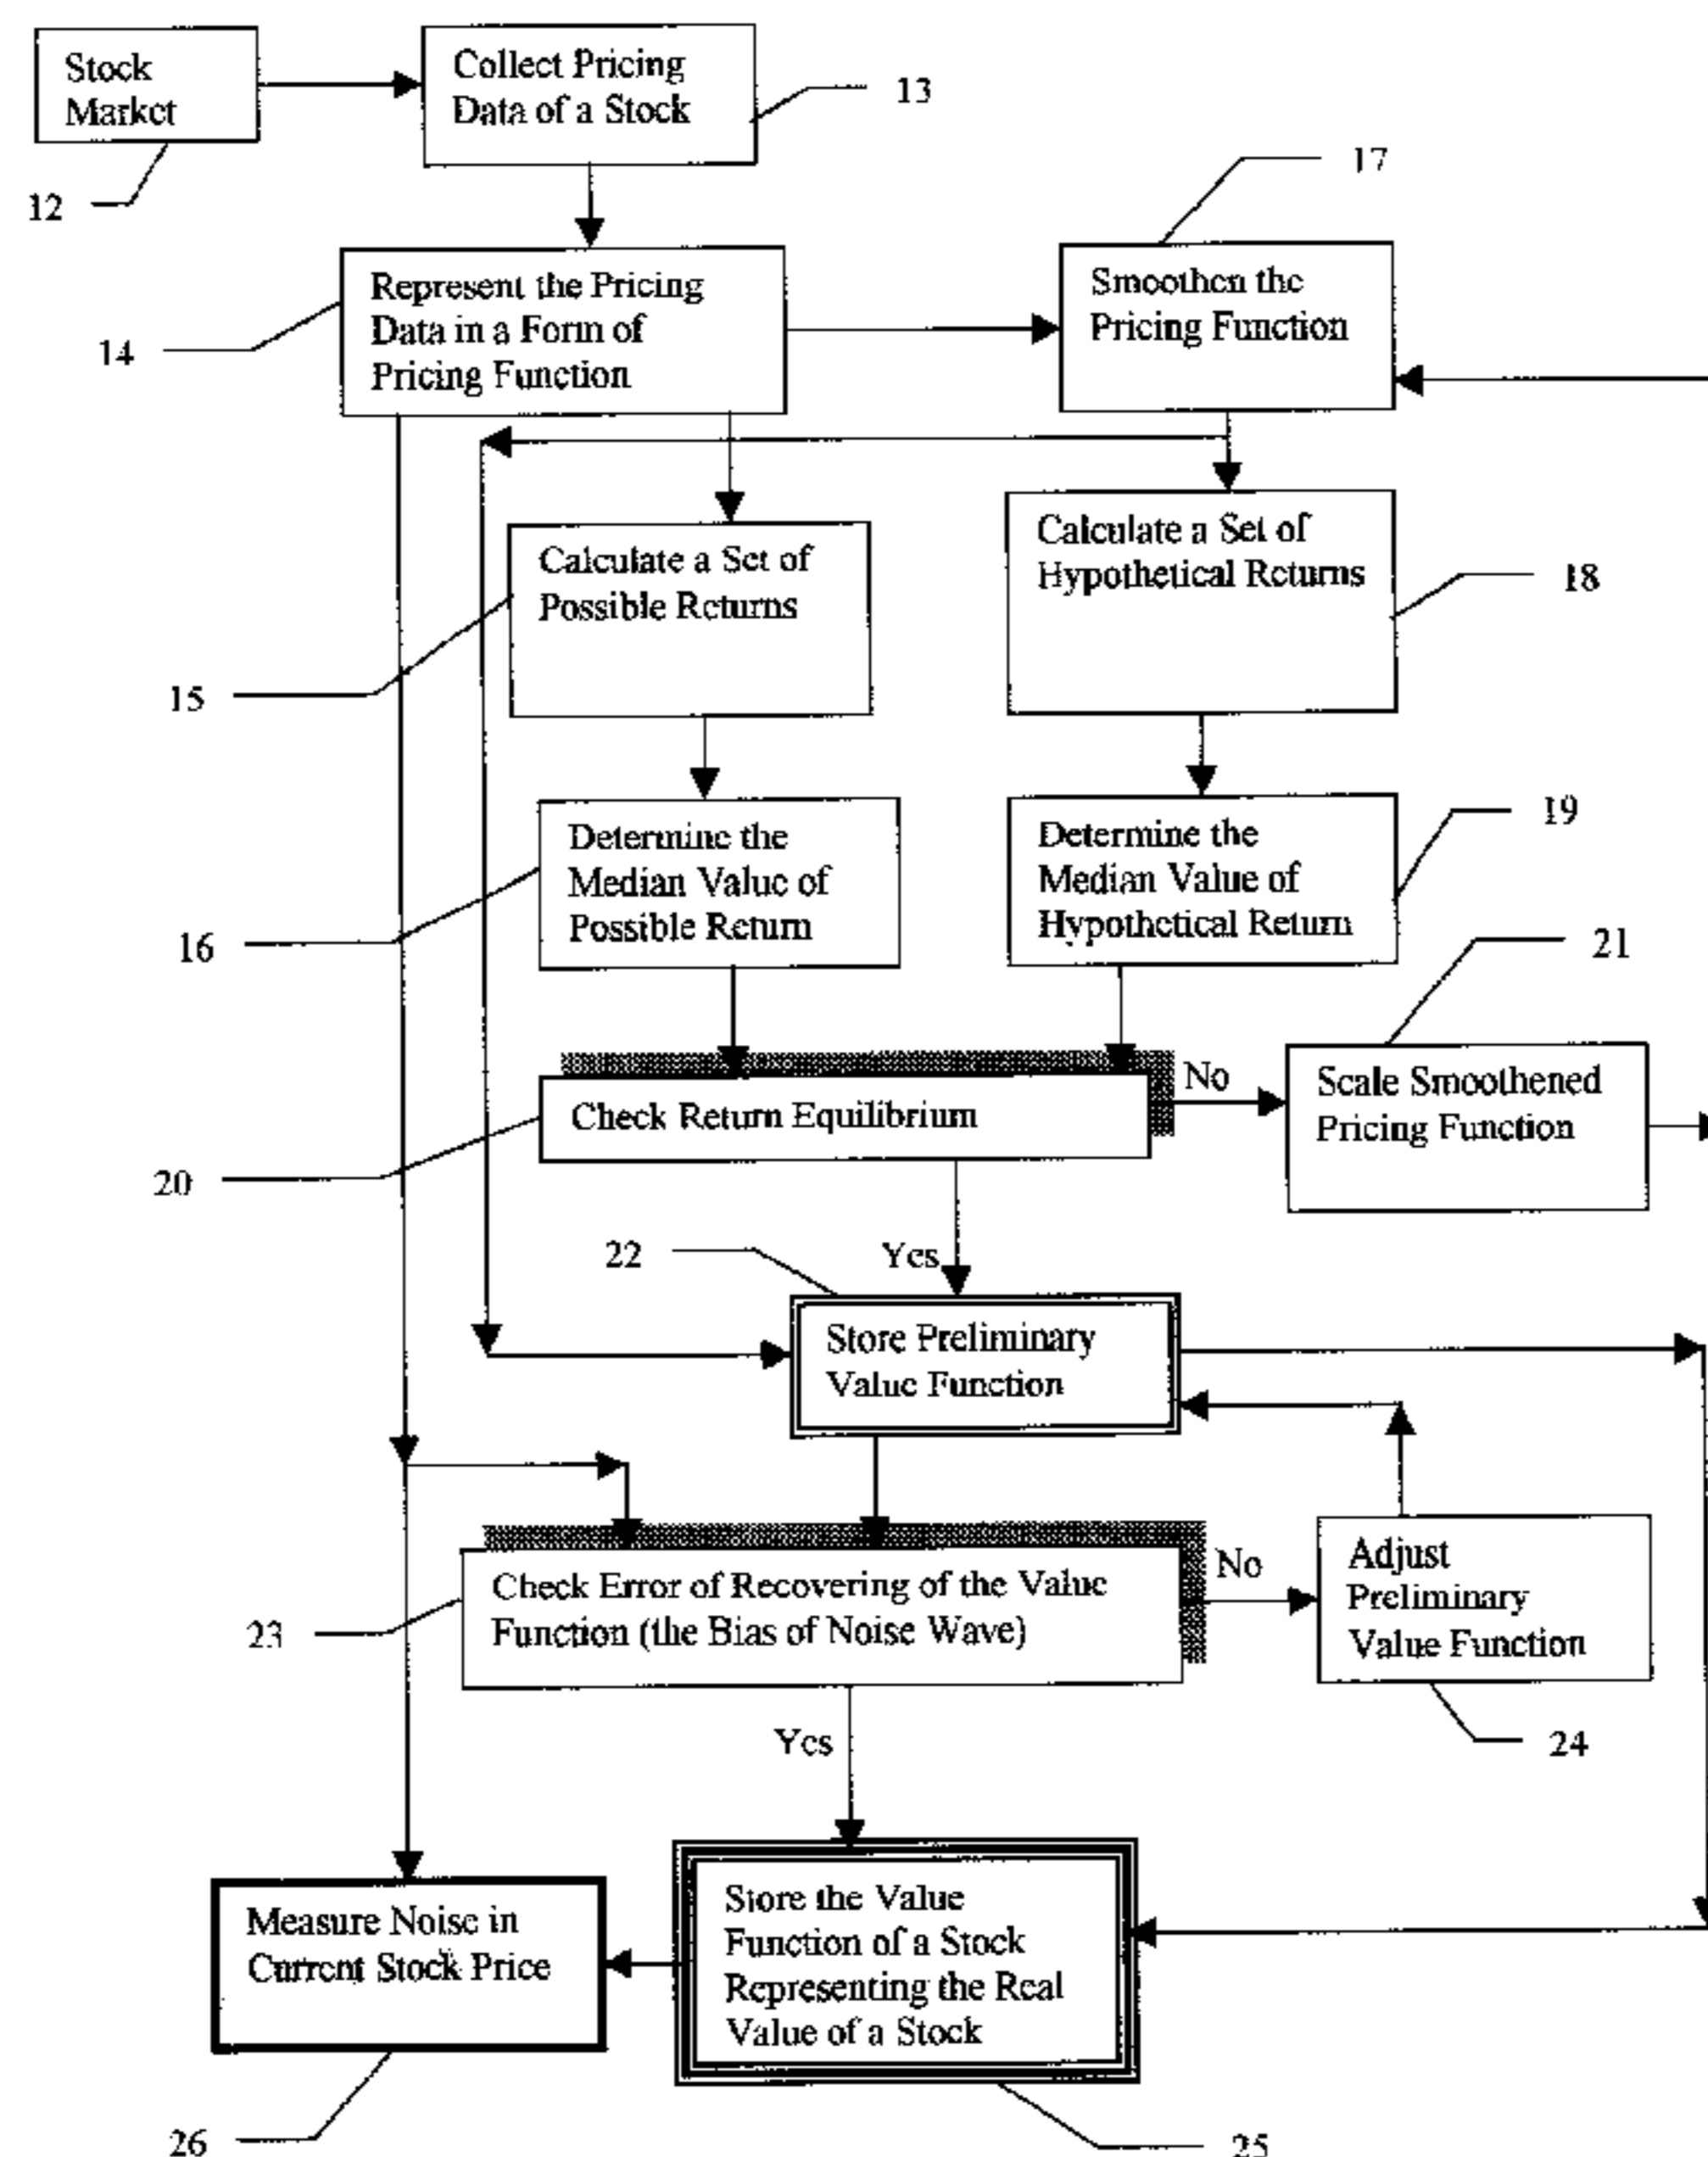 Stock
Market
Collect Pricing
Data of a Stock
13
12
17
Represent the Pricing
Data in a Form of
Pricing Function
14
Smoothen the
Pricing Function
Calculate a Set of
Possible Returns
15
Calculate a Set of
Hypothetical Returns
18
Determine the
Median Value of
Possible Return
16
Determine the
Median Value of
Hypothetical Return
19
21
Check Return Equilibrium
No
20
Scale Smoothened
Pricing Function
22
Yes
Store Preliminary
Value Function
Check Error of Recovering of the Value
Function (the Bias of Noise Wave)
23
No
Adjust
Preliminary
Value Function
24
Yes
Measure Noise in
Current Stock Price
26
Store the Value
Function of a Stock
Representing the Real
Value of a Stock
25